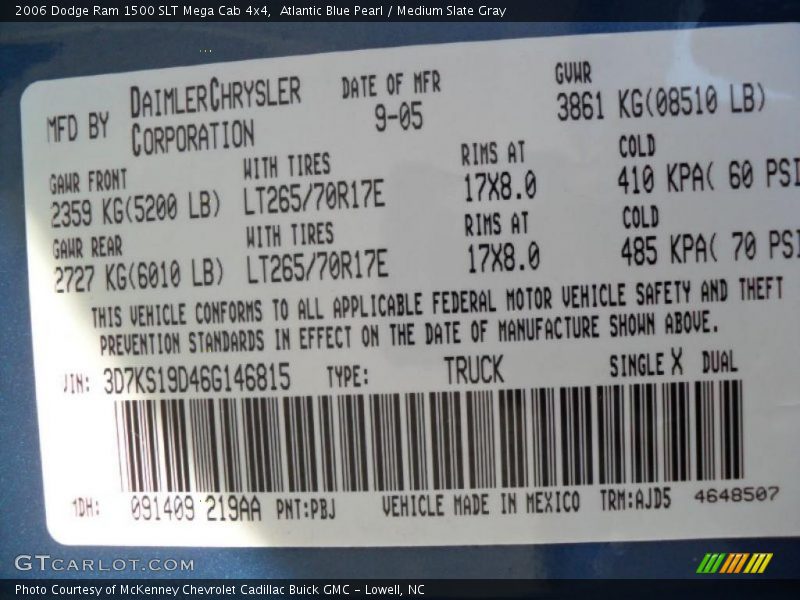 2006 Dodge Ram 1500 SLT Mega Cab 4x4,  Atlantic Blue Pearl / Medium Slate Gray
MFD BY DAIMLERCHRYSLER CORPORATION
DATE OF MFR 9-05
GVWR 3861 KG(08510 LB)
GAWR FRONT WITH TIRES RIMS AT COLD
2359 KG(5200 LB) LT265/70R17E 17X8.0 410 KPA( 60 PSI
GAWR REAR WITH TIRES RIMS AT COLD
2727 KG(6010 LB) LT265/70R17E 17X8.0 485 KPA( 70 PSI
THIS VEHICLE CONFORMS TO ALL APPLICABLE FEDERAL MOTOR VEHICLE SAFETY AND THEFT
PREVENTION STANDARDS IN EFFECT ON THE DATE OF MANUFACTURE SHOWN ABOVE.
VIN: 3D7KS19D46G146815 TYPE: TRUCK SINGLE X DUAL
MDH: 091409 219AA PNT:PBJ VEHICLE MADE IN MEXICO TRM:AJD5 4648507
GTCARLOT.COM
Photo Courtesy of McKenney Chevrolet Cadillac Buick GMC - Lowell, NC